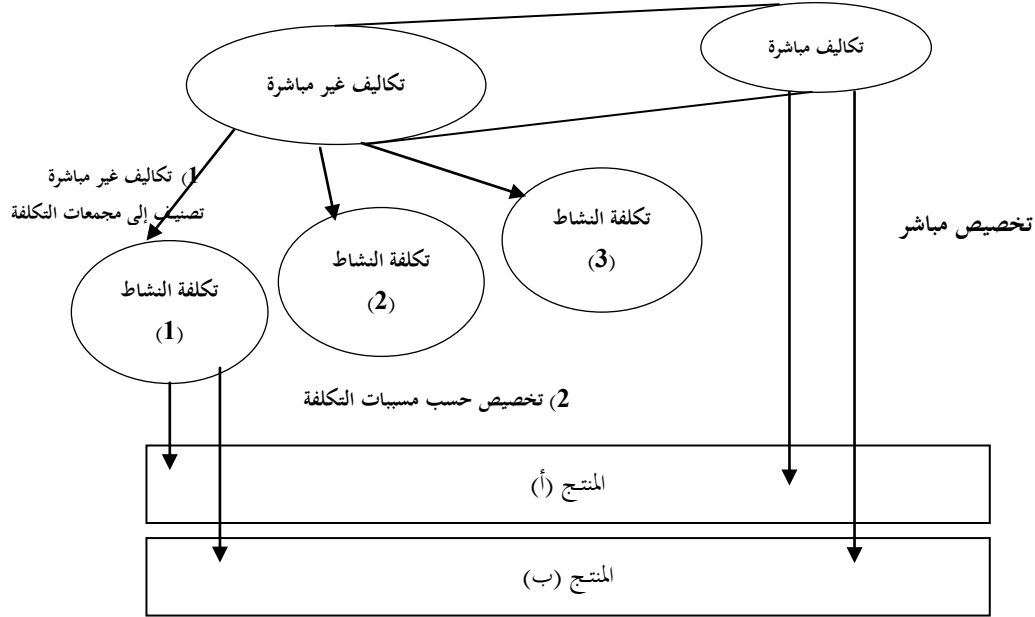 تكاليف مباشرة
تكاليف غير مباشرة
1) تكاليف غير مباشرة
تصنيف إلى مجمعات التكلفة
تخصيص مباشر
تكلفة النشاط
(3)
تكلفة النشاط
(2)
تكلفة النشاط
(1)
2) تخصيص حسب مسببات التكلفة
المنتج (أ)
المنتج (ب)